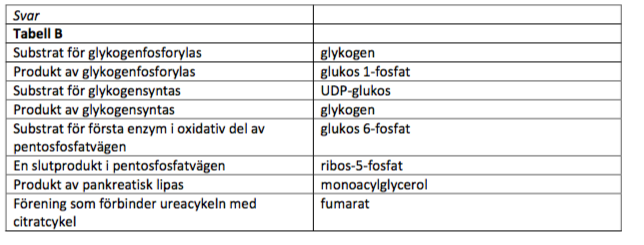 Svar
Tabell B
Substrat för glykogenfosforylas glykogen
Produkt av glykogenfosforylas glukos 1-fosfat
Substrat för glykogensyntas UDP-glukos
Produkt av glykogensyntas glykogen
Substrat för första enzym i oxidativ del av glukos 6-fosfat
pentosfosfatvägen
En slutprodukt i pentosfosfatvägen ribos-5-fosfat
Produkt av pankreatisk lipas monoacylglycerol
Förening som förbinder ureacykeln med fumarat
citratcykel